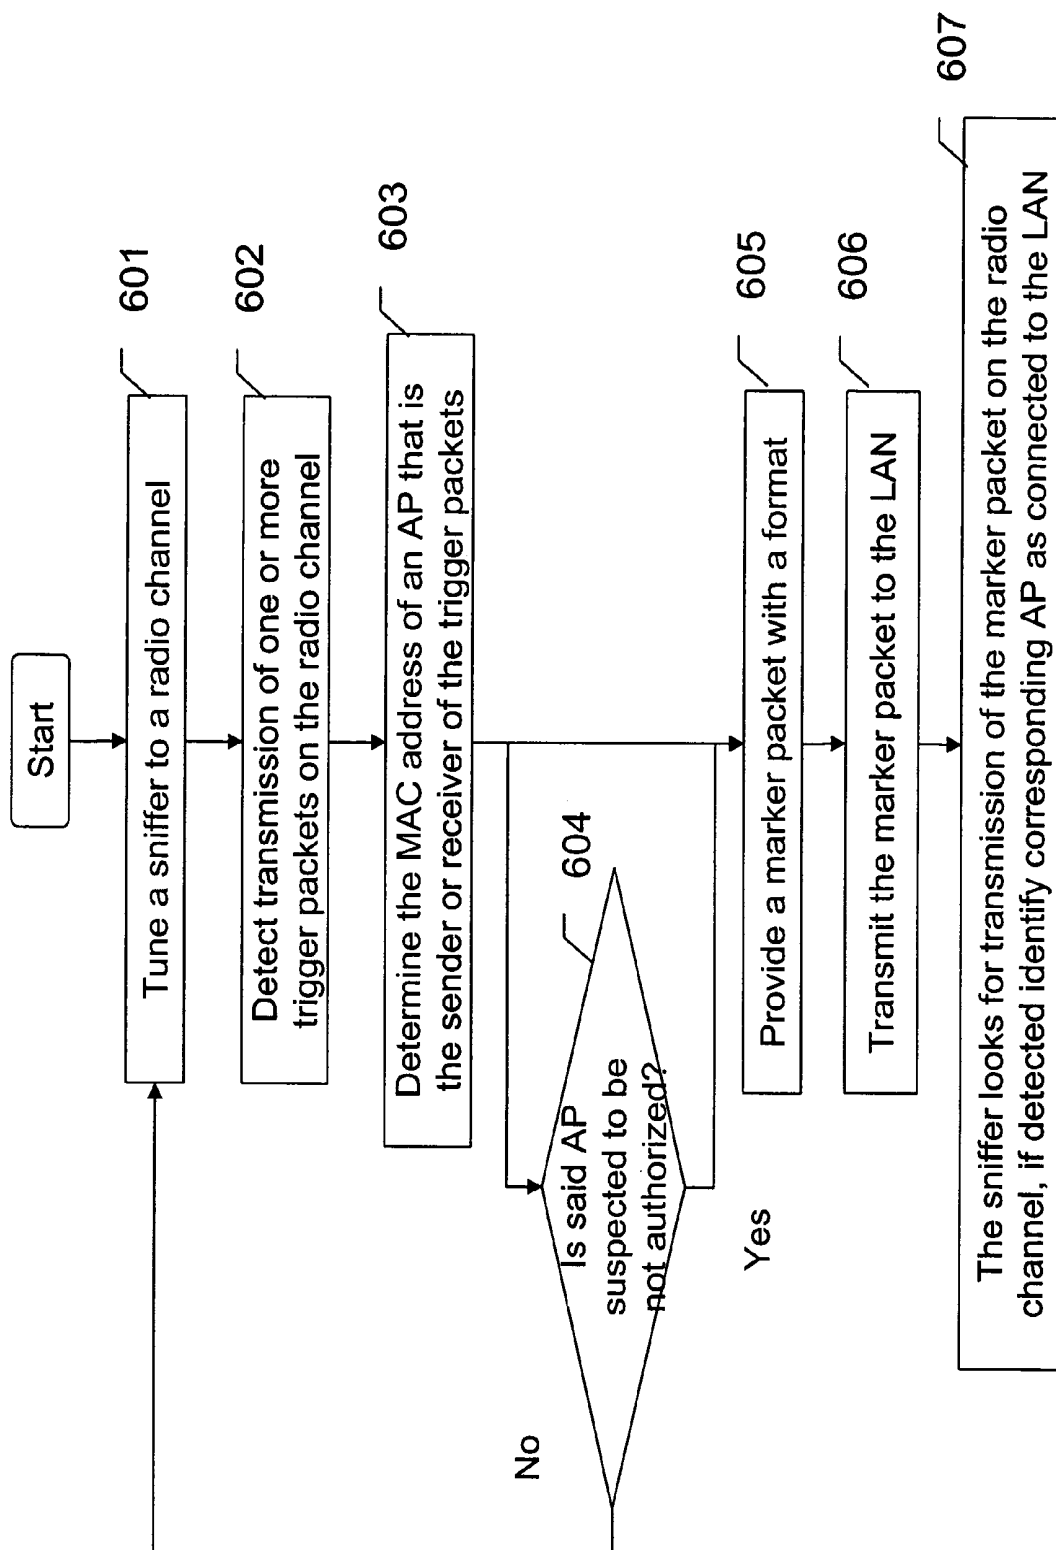 Start
601
Tune a sniffer to a radio channel
602
Detect transmission of one or more
trigger packets on the radio channel
603
Determine the MAC address of an AP that is
the sender or receiver of the trigger packets
604
Is said AP
suspected to be
not authorized?
No
Yes
605
Provide a marker packet with a format
606
Transmit the marker packet to the LAN
607
The sniffer looks for transmission of the marker packet on the radio
channel, if detected identify corresponding AP as connected to the LAN